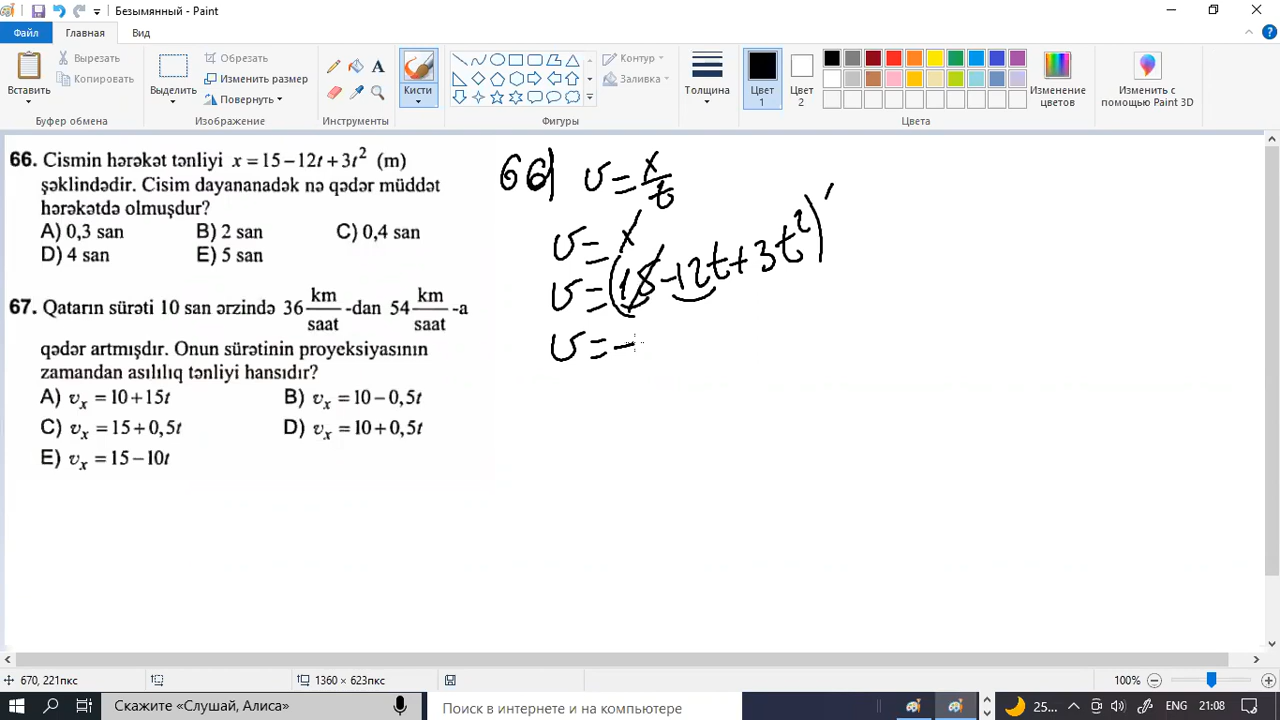 Безымянный - Paint
Файл Главная Вид
Вставить
Вырезать
Копировать
Буфер обмена
Выделить
Обрезать
Изменить размер
Повернуть
Изображение
A
Инструменты
Кисти
Контур
Заливка
Фигуры
Толщина
Цвет 1
Цвет 2
Изменение цветов
Цвета
Изменить с помощью Paint 3D
66. Cismin hərəkət tənliyi x = 15 – 12t + 3t² (m)
şəklindədir. Cisim dayananadək nə qədər müddət
hərəkətdə olmuşdur?
A) 0,3 san B) 2 san C) 0,4 san
D) 4 san E) 5 san
67. Qatarın sürəti 10 san ərzində 36 km/saat -dan 54 km/saat -a
qədər artmışdır. Onun sürətinin proyeksiyasının
zamandan asılılıq tənliyi hansıdır?
A) vₓ = 10 + 15t B) vₓ = 10 – 0,5t
C) vₓ = 15 + 0,5t D) vₓ = 10 + 0,5t
E) vₓ = 15 – 10t
66) v = x/t
v = x′
v = (15 – 12t + 3t²)′
v = –
670, 221пкс 1360 × 623пкс 100%
Скажите «Слушай, Алиса» Поиск в интернете и программы 25... ENG 21:08